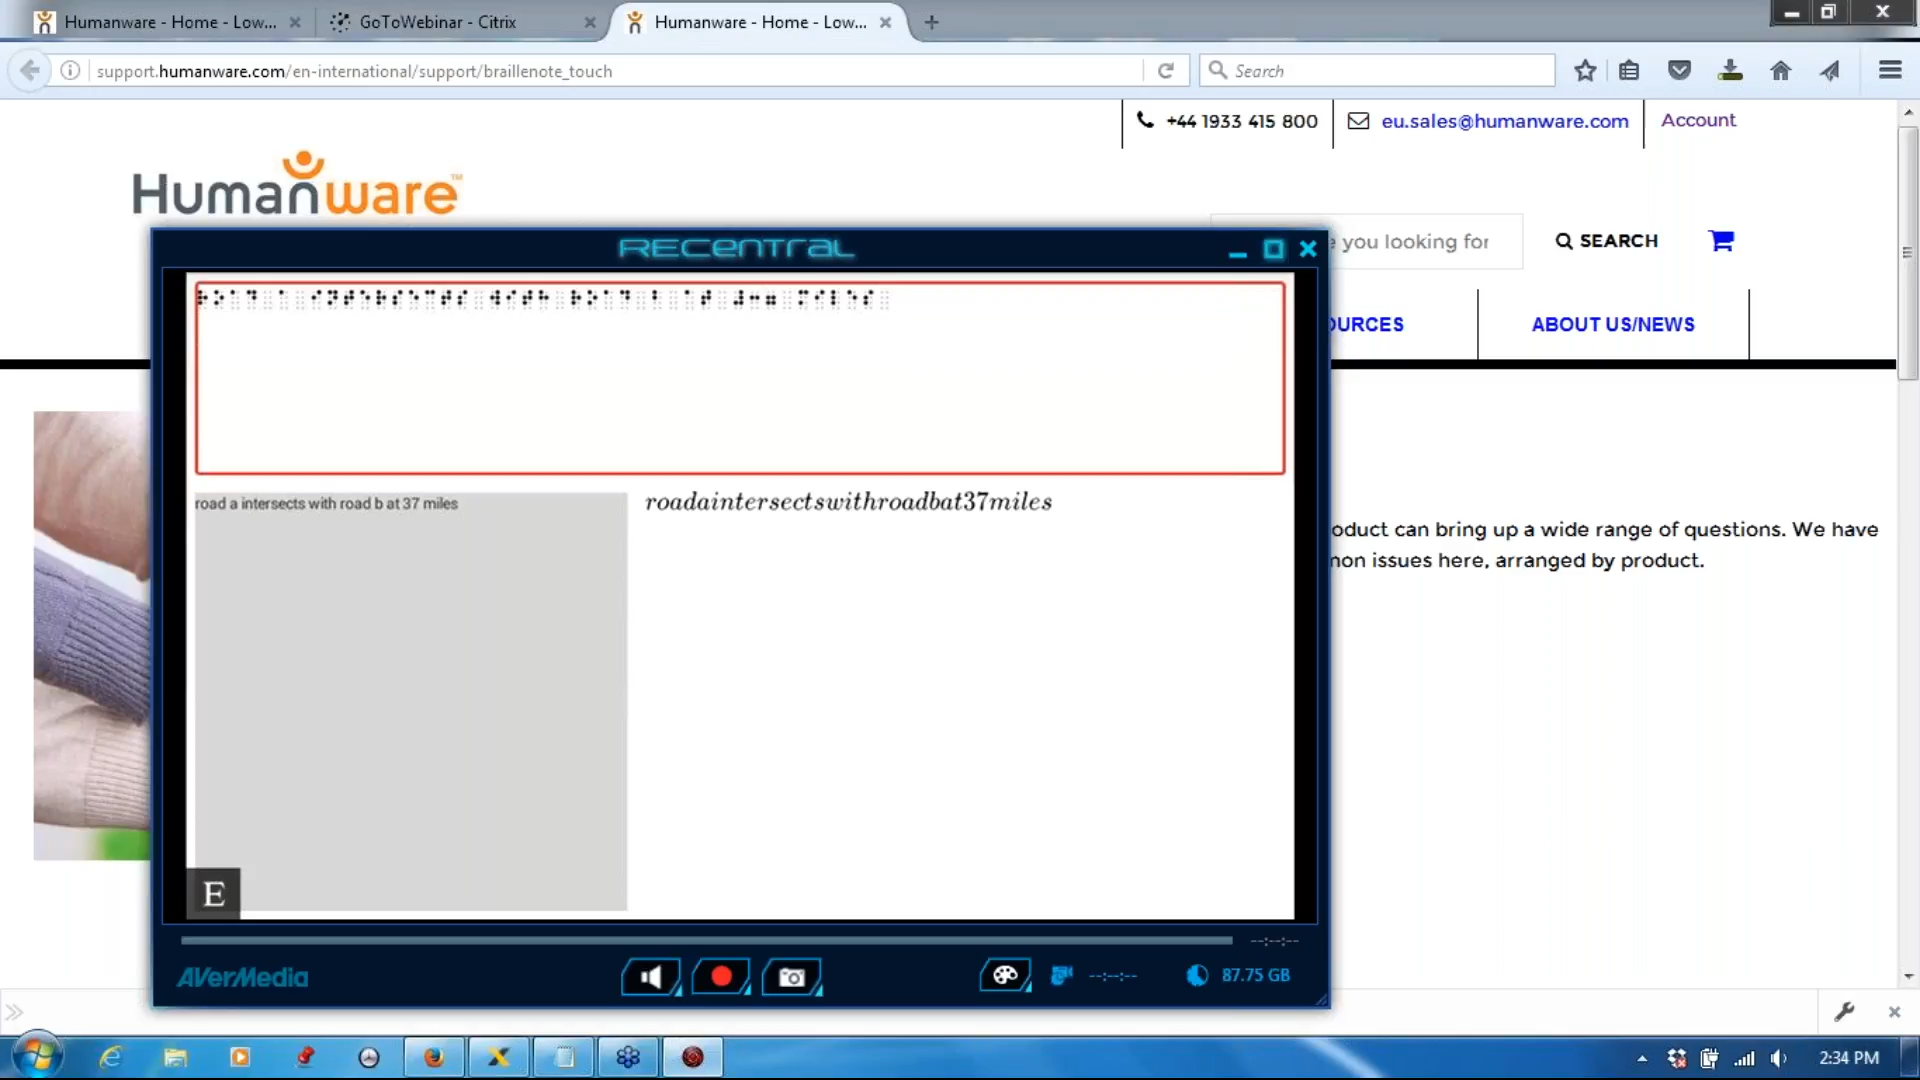 Humanware - Home - Low...
GoToWebinar - Citrix
Humanware - Home - Low...
support.humanware.com/en-international/support/braillenote_touch
Search
+44 1933 415 800
eu.sales@humanware.com
Account
Humanware™
e you looking for
SEARCH
OURCES
ABOUT US/NEWS
RECentral
⠗⠕⠁⠙ ⠁ ⠊⠝⠞⠑⠗⠎⠑⠉⠞⠎ ⠺⠊⠞⠓ ⠗⠕⠁⠙ ⠃ ⠁⠞ ⠼⠒⠶ ⠍⠊⠇⠑⠎
road a intersects with road b at 37 miles
roadaintersectswithroadbat37miles
oduct can bring up a wide range of questions. We have
mon issues here, arranged by product.
E
--:--:--
AVerMedia
--:--:--
87.75 GB
2:34 PM